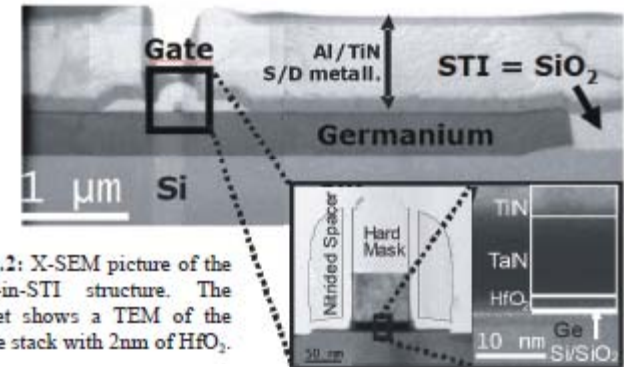 Gate
Al/TiN
S/D metall.
STI = SiO₂
Germanium
1 μm
Si
Nitrided Spacer
Hard
Mask
50 nm
TiN
TaN
HfO₂
10 nm
Ge
Si/SiO₂
.2: X-SEM picture of the
-in-STI structure. The
et shows a TEM of the
e stack with 2nm of HfO₂.